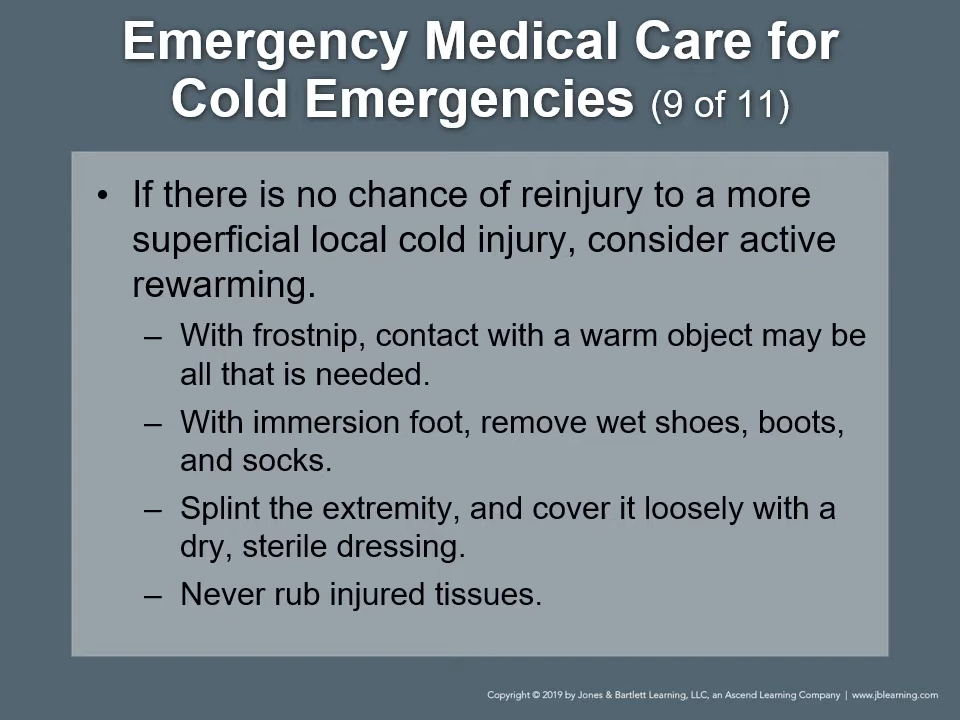 Emergency Medical Care for
Cold Emergencies (9 of 11)
• If there is no chance of reinjury to a more
superficial local cold injury, consider active
rewarming.
– With frostnip, contact with a warm object may be
all that is needed.
– With immersion foot, remove wet shoes, boots,
and socks.
– Splint the extremity, and cover it loosely with a
dry, sterile dressing.
– Never rub injured tissues.
Copyright © 2019 by Jones & Bartlett Learning, LLC, an Ascend Learning Company | www.jblearning.com